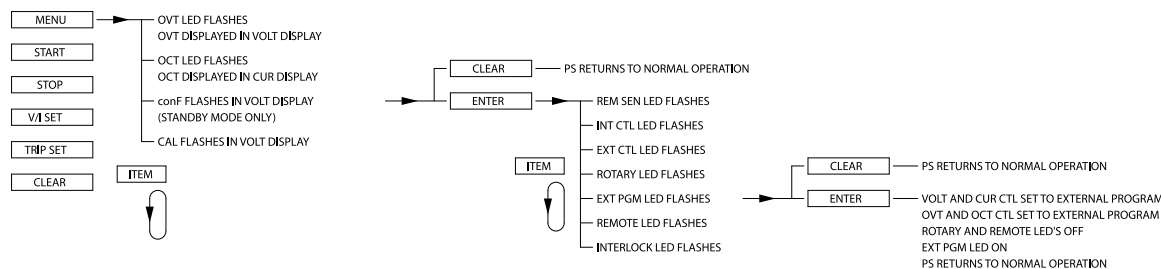 MENU
START
STOP
V/I SET
TRIP SET
CLEAR
OVT LED FLASHES
OVT DISPLAYED IN VOLT DISPLAY
OCT LED FLASHES
OCT DISPLAYED IN CUR DISPLAY
conF FLASHES IN VOLT DISPLAY
(STANDBY MODE ONLY)
CAL FLASHES IN VOLT DISPLAY
ITEM
CLEAR
PS RETURNS TO NORMAL OPERATION
ENTER
REM SEN LED FLASHES
INT CTL LED FLASHES
EXT CTL LED FLASHES
ROTARY LED FLASHES
EXT PGM LED FLASHES
REMOTE LED FLASHES
INTERLOCK LED FLASHES
ITEM
CLEAR
PS RETURNS TO NORMAL OPERATION
ENTER
VOLT AND CUR CTL SET TO EXTERNAL PROGRAM
OVT AND OCT CTL SET TO EXTERNAL PROGRAM
ROTARY AND REMOTE LED'S OFF
EXT PGM LED ON
PS RETURNS TO NORMAL OPERATION